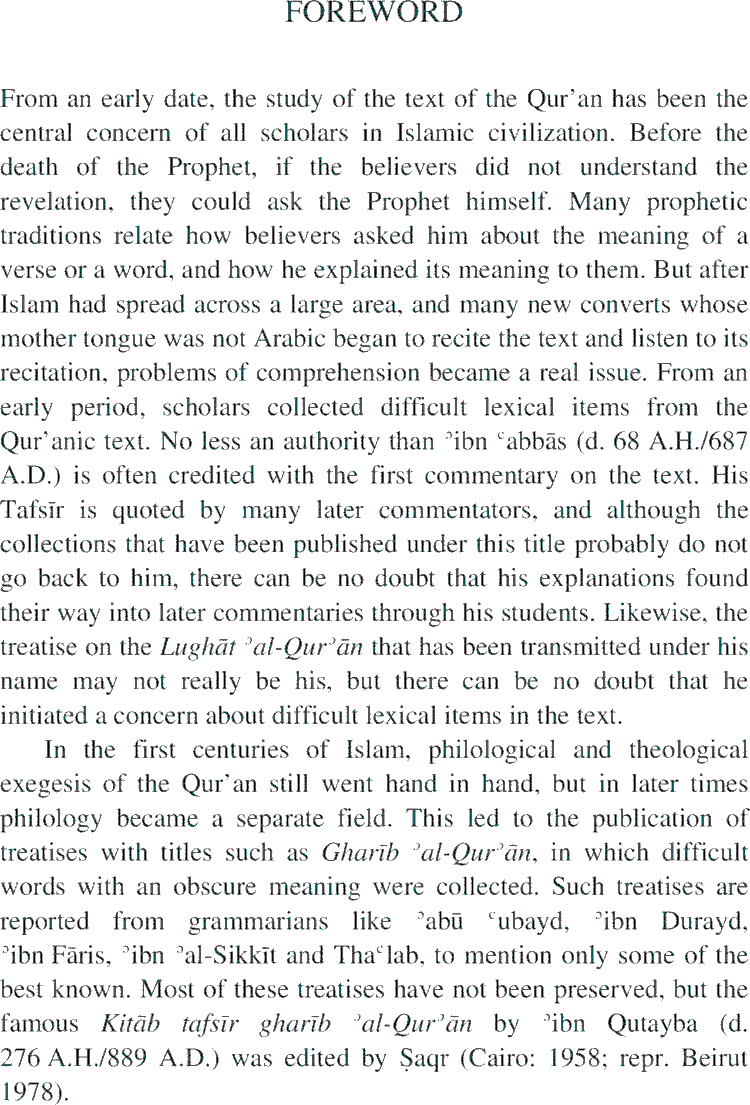 FOREWORD
From an early date, the study of the text of the Qur’an has been the
central concern of all scholars in Islamic civilization. Before the
death of the Prophet, if the believers did not understand the
revelation, they could ask the Prophet himself. Many prophetic
traditions relate how believers asked him about the meaning of a
verse or a word, and how he explained its meaning to them. But after
Islam had spread across a large area, and many new converts whose
mother tongue was not Arabic began to recite the text and listen to its
recitation, problems of comprehension became a real issue. From an
early period, scholars collected difficult lexical items from the
Qur’anic text. No less an authority than ʾibn ʿabbās (d. 68 A.H./687
A.D.) is often credited with the first commentary on the text. His
Tafsīr is quoted by many later commentators, and although the
collections that have been published under this title probably do not
go back to him, there can be no doubt that his explanations found
their way into later commentaries through his students. Likewise, the
treatise on the Lughāt ʾal-Qurʾān that has been transmitted under his
name may not really be his, but there can be no doubt that he
initiated a concern about difficult lexical items in the text.
In the first centuries of Islam, philological and theological
exegesis of the Qur’an still went hand in hand, but in later times
philology became a separate field. This led to the publication of
treatises with titles such as Gharīb ʾal-Qurʾān, in which difficult
words with an obscure meaning were collected. Such treatises are
reported from grammarians like ʾabū ʿubayd, ʾibn Durayd,
ʾibn Fāris, ʾibn ʾal-Sikkīt and Thaʿlab, to mention only some of the
best known. Most of these treatises have not been preserved, but the
famous Kitāb tafsīr gharīb ʾal-Qurʾān by ʾibn Qutayba (d.
276 A.H./889 A.D.) was edited by Ṣaqr (Cairo: 1958; repr. Beirut
1978).